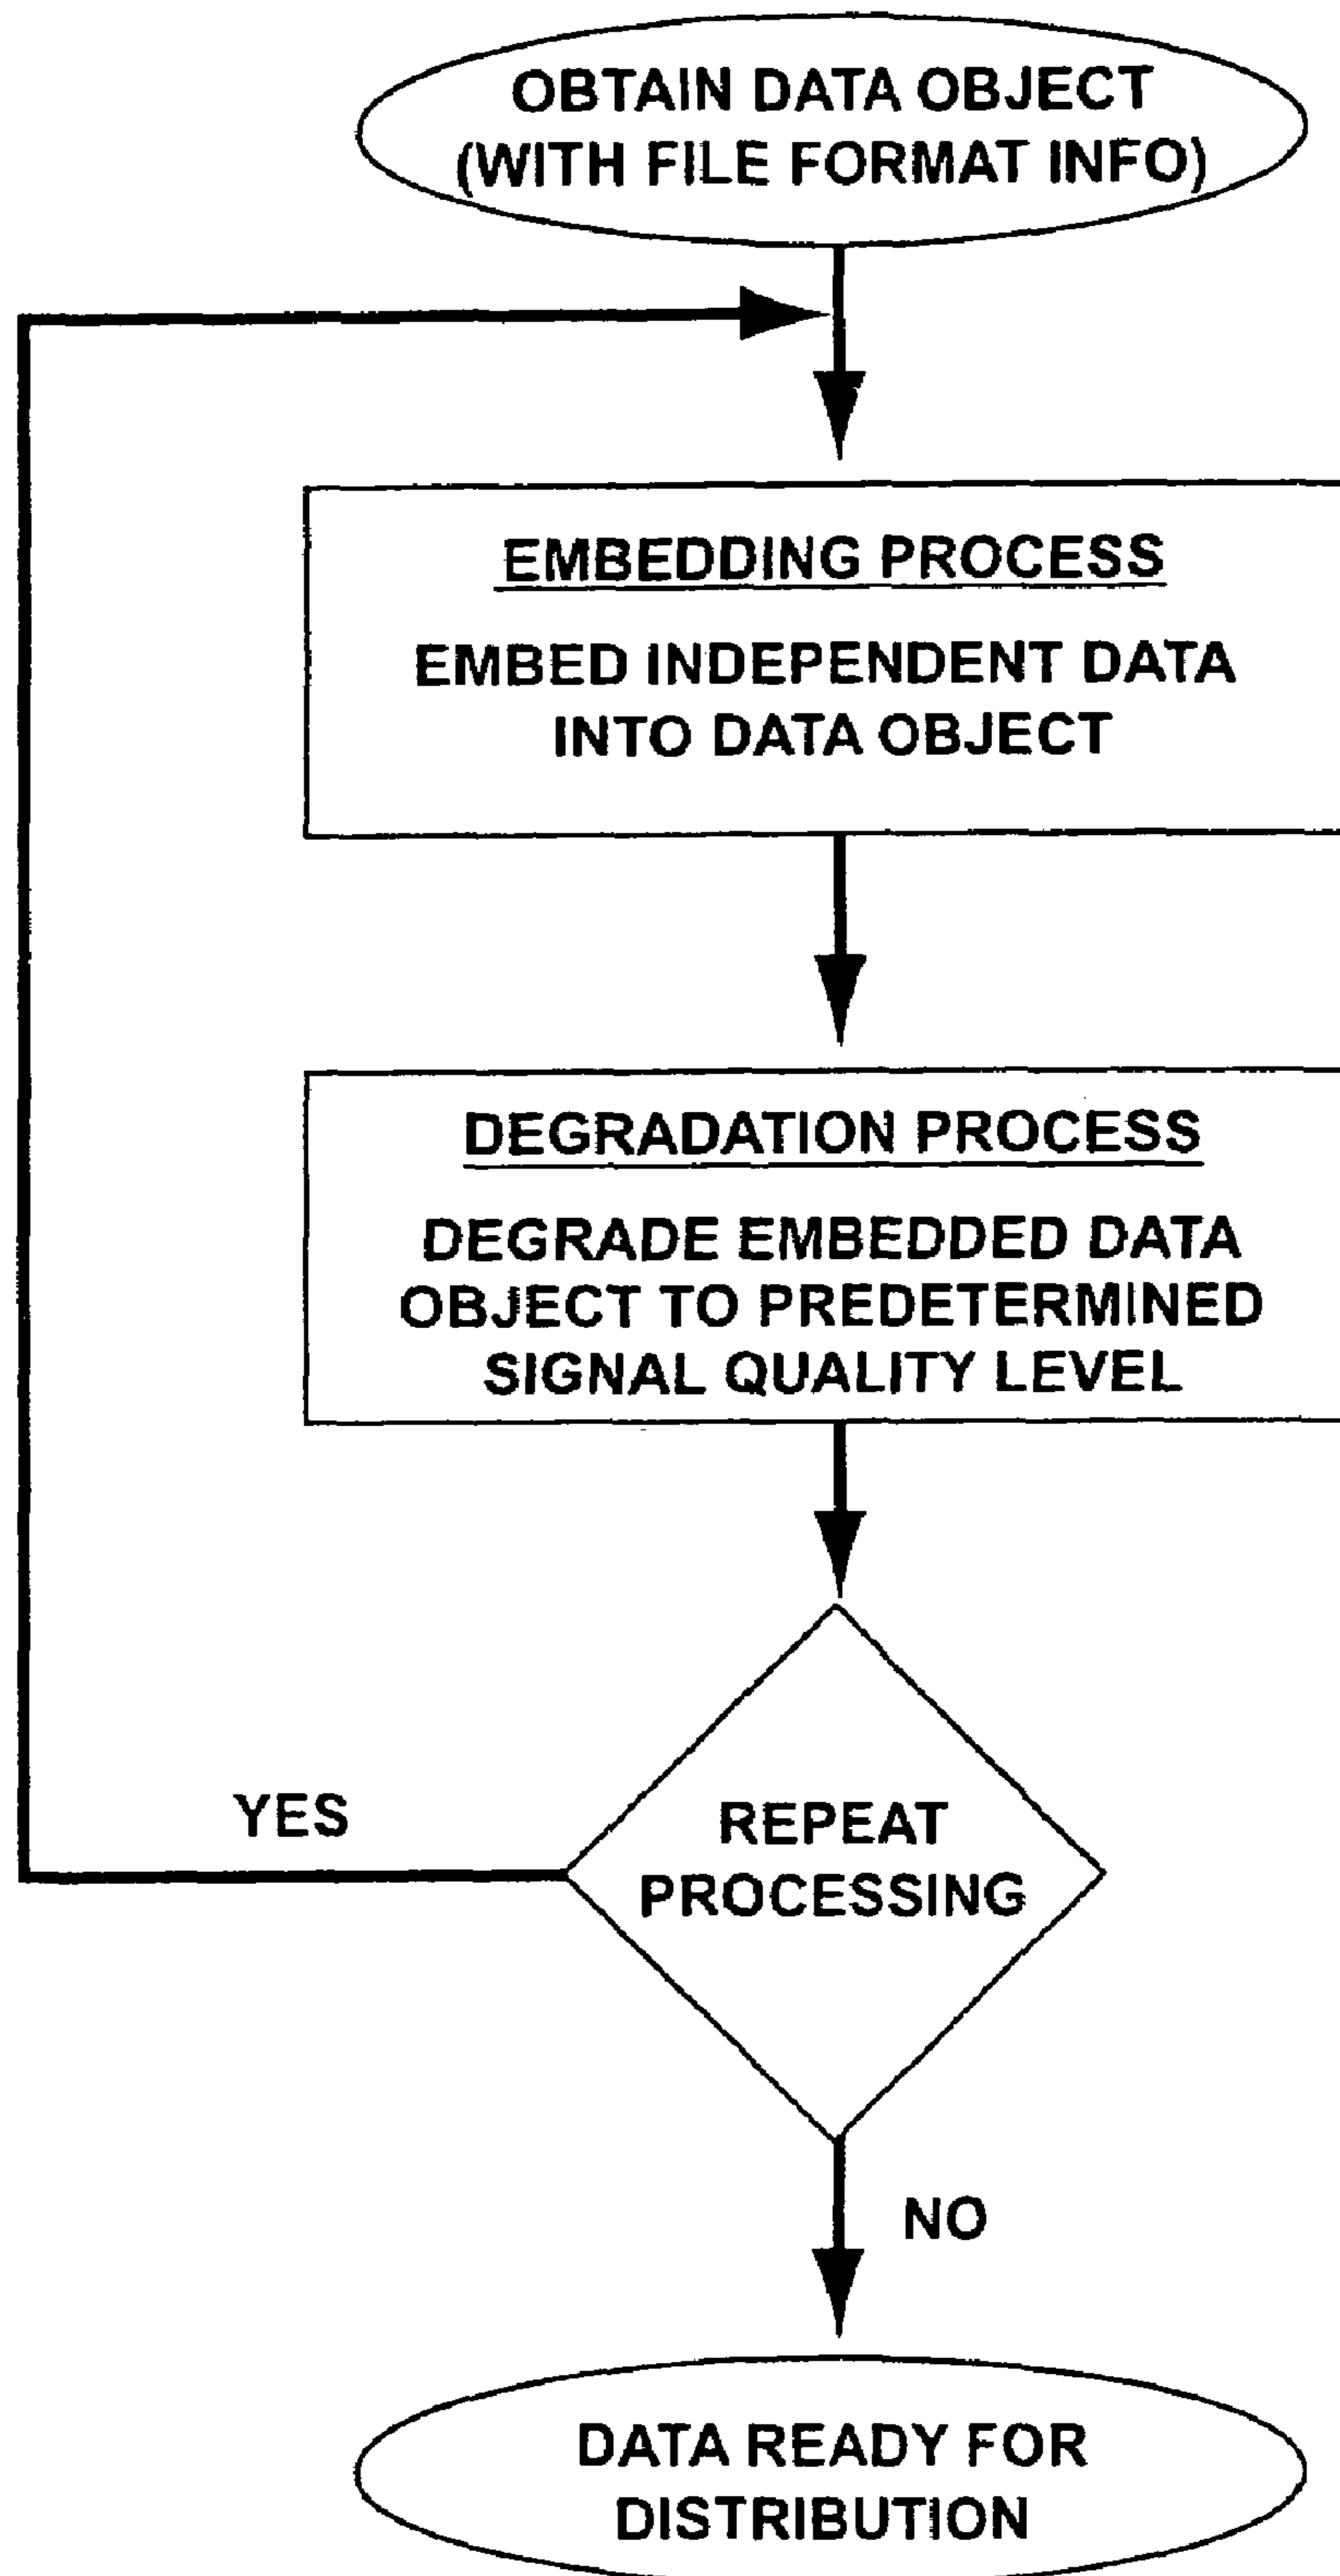 OBTAIN DATA OBJECT
(WITH FILE FORMAT INFO)
EMBEDDING PROCESS
EMBED INDEPENDENT DATA
INTO DATA OBJECT
DEGRADATION PROCESS
DEGRADE EMBEDDED DATA
OBJECT TO PREDETERMINED
SIGNAL QUALITY LEVEL
YES
REPEAT
PROCESSING
NO
DATA READY FOR
DISTRIBUTION